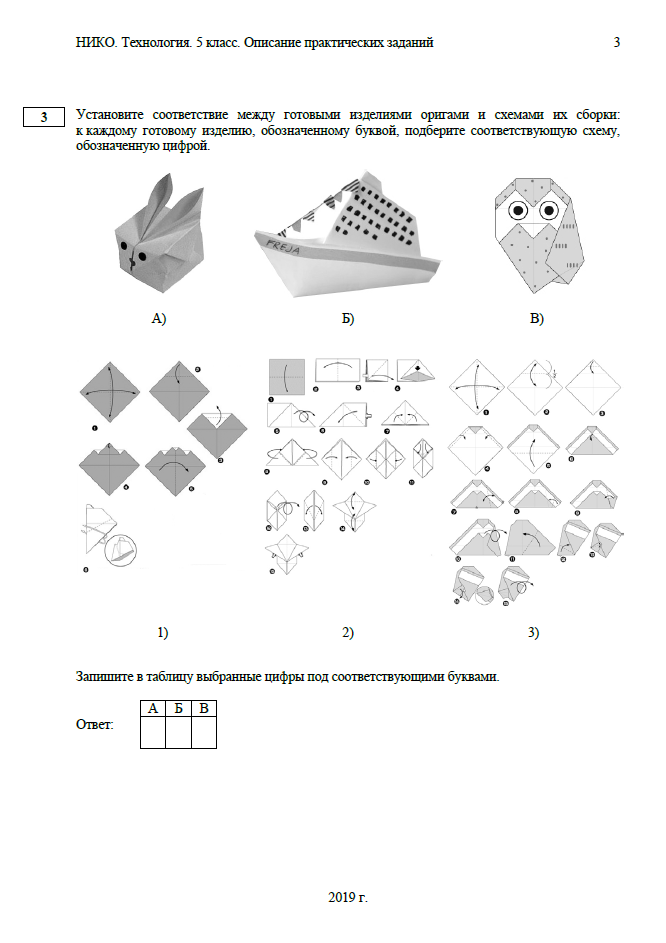 НИКО. Технология. 5 класс. Описание практических заданий 3
3 Установите соответствие между готовыми изделиями оригами и схемами их сборки:
к каждому готовому изделию, обозначенному буквой, подберите соответствующую схему,
обозначенную цифрой.
FREJA
А) Б) В)
1) 2) 3)
Запишите в таблицу выбранные цифры под соответствующими буквами.
А Б В
Ответ:
2019 г.